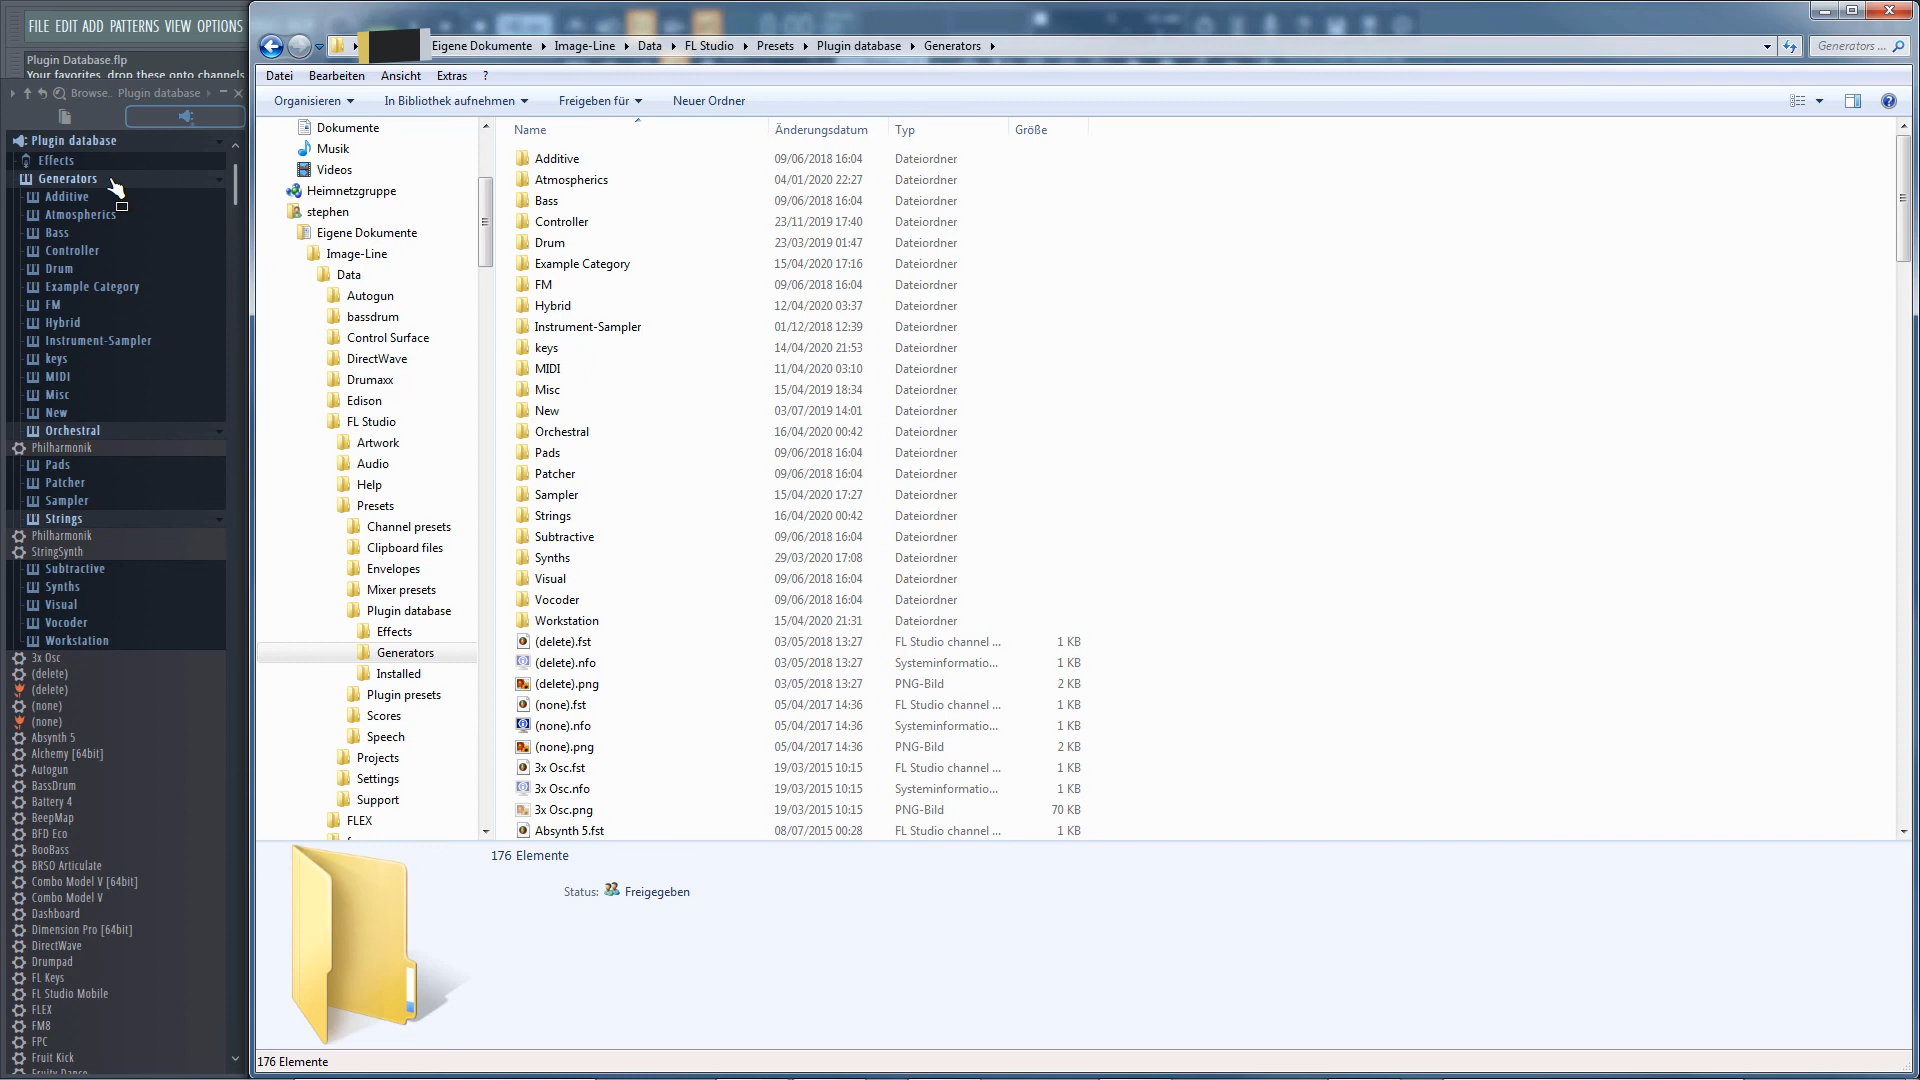 FILE EDIT ADD PATTERNS VIEW OPTIONS
Plugin Database.flp
Your favorites, drop these onto channels
Browse.. Plugin database
Plugin database
Effects
Generators
Additive
Atmospherics
Bass
Controller
Drum
Example Category
FM
Hybrid
Instrument-Sampler
keys
MIDI
Misc
New
Orchestral
Philharmonik
Pads
Patcher
Sampler
Strings
Philharmonik
StringSynth
Subtractive
Synths
Visual
Vocoder
Workstation
3x Osc
(delete)
(delete)
(none)
(none)
Absynth 5
Alchemy [64bit]
Autogun
BassDrum
Battery 4
BeepMap
BFD Eco
BooBass
BRSO Articulate
Combo Model V [64bit]
Combo Model V
Dashboard
Dimension Pro [64bit]
DirectWave
Drumpad
FL Keys
FL Studio Mobile
FLEX
FM8
FPC
Fruit Kick
Fruity Dance
Eigene Dokumente Image-Line Data FL Studio Presets Plugin database Generators
Generators ...
Datei Bearbeiten Ansicht Extras ?
Organisieren In Bibliothek aufnehmen Freigeben für Neuer Ordner
Dokumente
Musik
Videos
Heimnetzgruppe
stephen
Eigene Dokumente
Image-Line
Data
Autogun
bassdrum
Control Surface
DirectWave
Drumaxx
Edison
FL Studio
Artwork
Audio
Help
Presets
Channel presets
Clipboard files
Envelopes
Mixer presets
Plugin database
Effects
Generators
Installed
Plugin presets
Scores
Speech
Projects
Settings
Support
FLEX
Name Änderungsdatum Typ Größe
Additive 09/06/2018 16:04 Dateiordner
Atmospherics 04/01/2020 22:27 Dateiordner
Bass 09/06/2018 16:04 Dateiordner
Controller 23/11/2019 17:40 Dateiordner
Drum 23/03/2019 01:47 Dateiordner
Example Category 15/04/2020 17:16 Dateiordner
FM 09/06/2018 16:04 Dateiordner
Hybrid 12/04/2020 03:37 Dateiordner
Instrument-Sampler 01/12/2018 12:39 Dateiordner
keys 14/04/2020 21:53 Dateiordner
MIDI 11/04/2020 03:10 Dateiordner
Misc 15/04/2019 18:34 Dateiordner
New 03/07/2019 14:01 Dateiordner
Orchestral 16/04/2020 00:42 Dateiordner
Pads 09/06/2018 16:04 Dateiordner
Patcher 09/06/2018 16:04 Dateiordner
Sampler 15/04/2020 17:27 Dateiordner
Strings 16/04/2020 00:42 Dateiordner
Subtractive 09/06/2018 16:04 Dateiordner
Synths 29/03/2020 17:08 Dateiordner
Visual 09/06/2018 16:04 Dateiordner
Vocoder 09/06/2018 16:04 Dateiordner
Workstation 15/04/2020 21:31 Dateiordner
(delete).fst 03/05/2018 13:27 FL Studio channel ... 1 KB
(delete).nfo 03/05/2018 13:27 Systeminformatio... 1 KB
(delete).png 03/05/2018 13:27 PNG-Bild 2 KB
(none).fst 05/04/2017 14:36 FL Studio channel ... 1 KB
(none).nfo 05/04/2017 14:36 Systeminformatio... 1 KB
(none).png 05/04/2017 14:36 PNG-Bild 2 KB
3x Osc.fst 19/03/2015 10:15 FL Studio channel ... 1 KB
3x Osc.nfo 19/03/2015 10:15 Systeminformatio... 1 KB
3x Osc.png 19/03/2015 10:15 PNG-Bild 70 KB
Absynth 5.fst 08/07/2015 00:28 FL Studio channel ... 1 KB
176 Elemente
Status: Freigegeben
176 Elemente